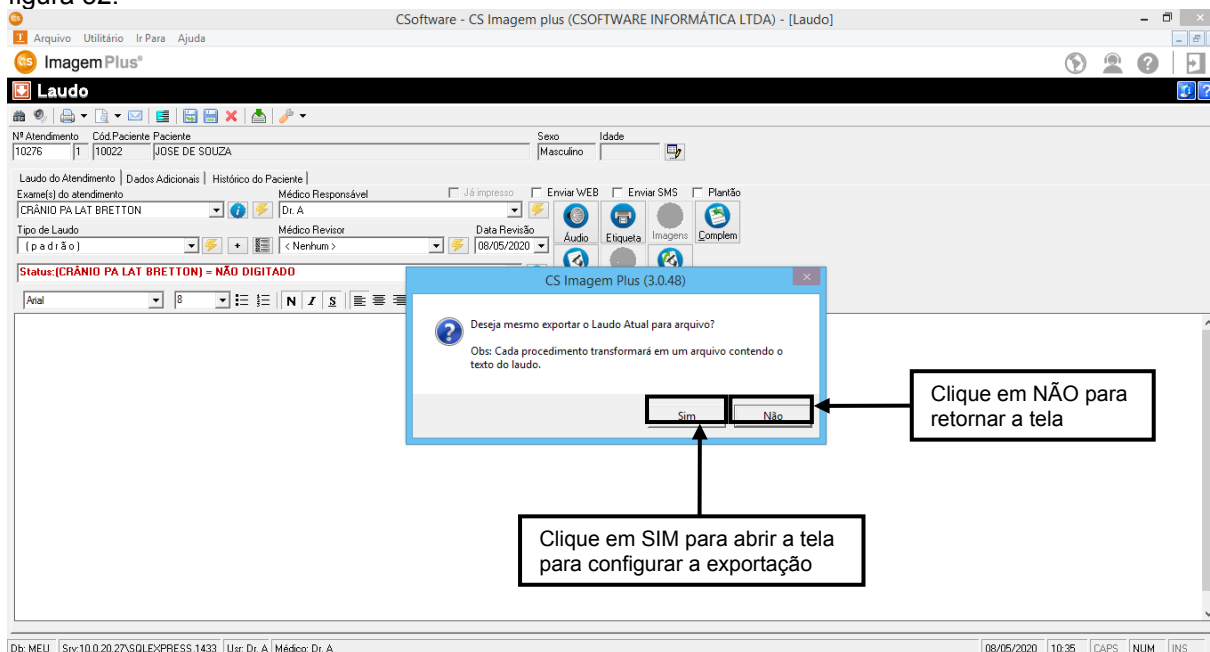 figura 32.
CSoftware - CS Imagem plus (CSOFTWARE INFORMÁTICA LTDA) - [Laudo]
Arquivo Utilitário Ir Para Ajuda
cs ImagemPlus®
Laudo
Nº Atendimento Cód.Paciente Paciente Sexo Idade
10276 1 10022 JOSE DE SOUZA Masculino
Laudo do Atendimento Dados Adicionais Histórico do Paciente
Exame(s) do atendimento Médico Responsável Já impresso Enviar WEB Enviar SMS Plantão
CRÂNIO PA LAT BRETTON Dr. A
Tipo de Laudo Médico Revisor Data Revisão Áudio Etiqueta Imagens Complem
(padrão) < Nenhum > 08/05/2020
Status:(CRÂNIO PA LAT BRETTON) = NÃO DIGITADO
Arial 8 N I S
CS Imagem Plus (3.0.48)
Deseja mesmo exportar o Laudo Atual para arquivo?
Obs: Cada procedimento transformará em um arquivo contendo o
texto do laudo.
Sim Não
Clique em NÃO para
retornar a tela
Clique em SIM para abrir a tela
para configurar a exportação
Db: MEU Srv:10.0.20.27\SQLEXPRESS,1433 Usr: Dr. A Médico: Dr. A 08/05/2020 10:35 CAPS NUM INS